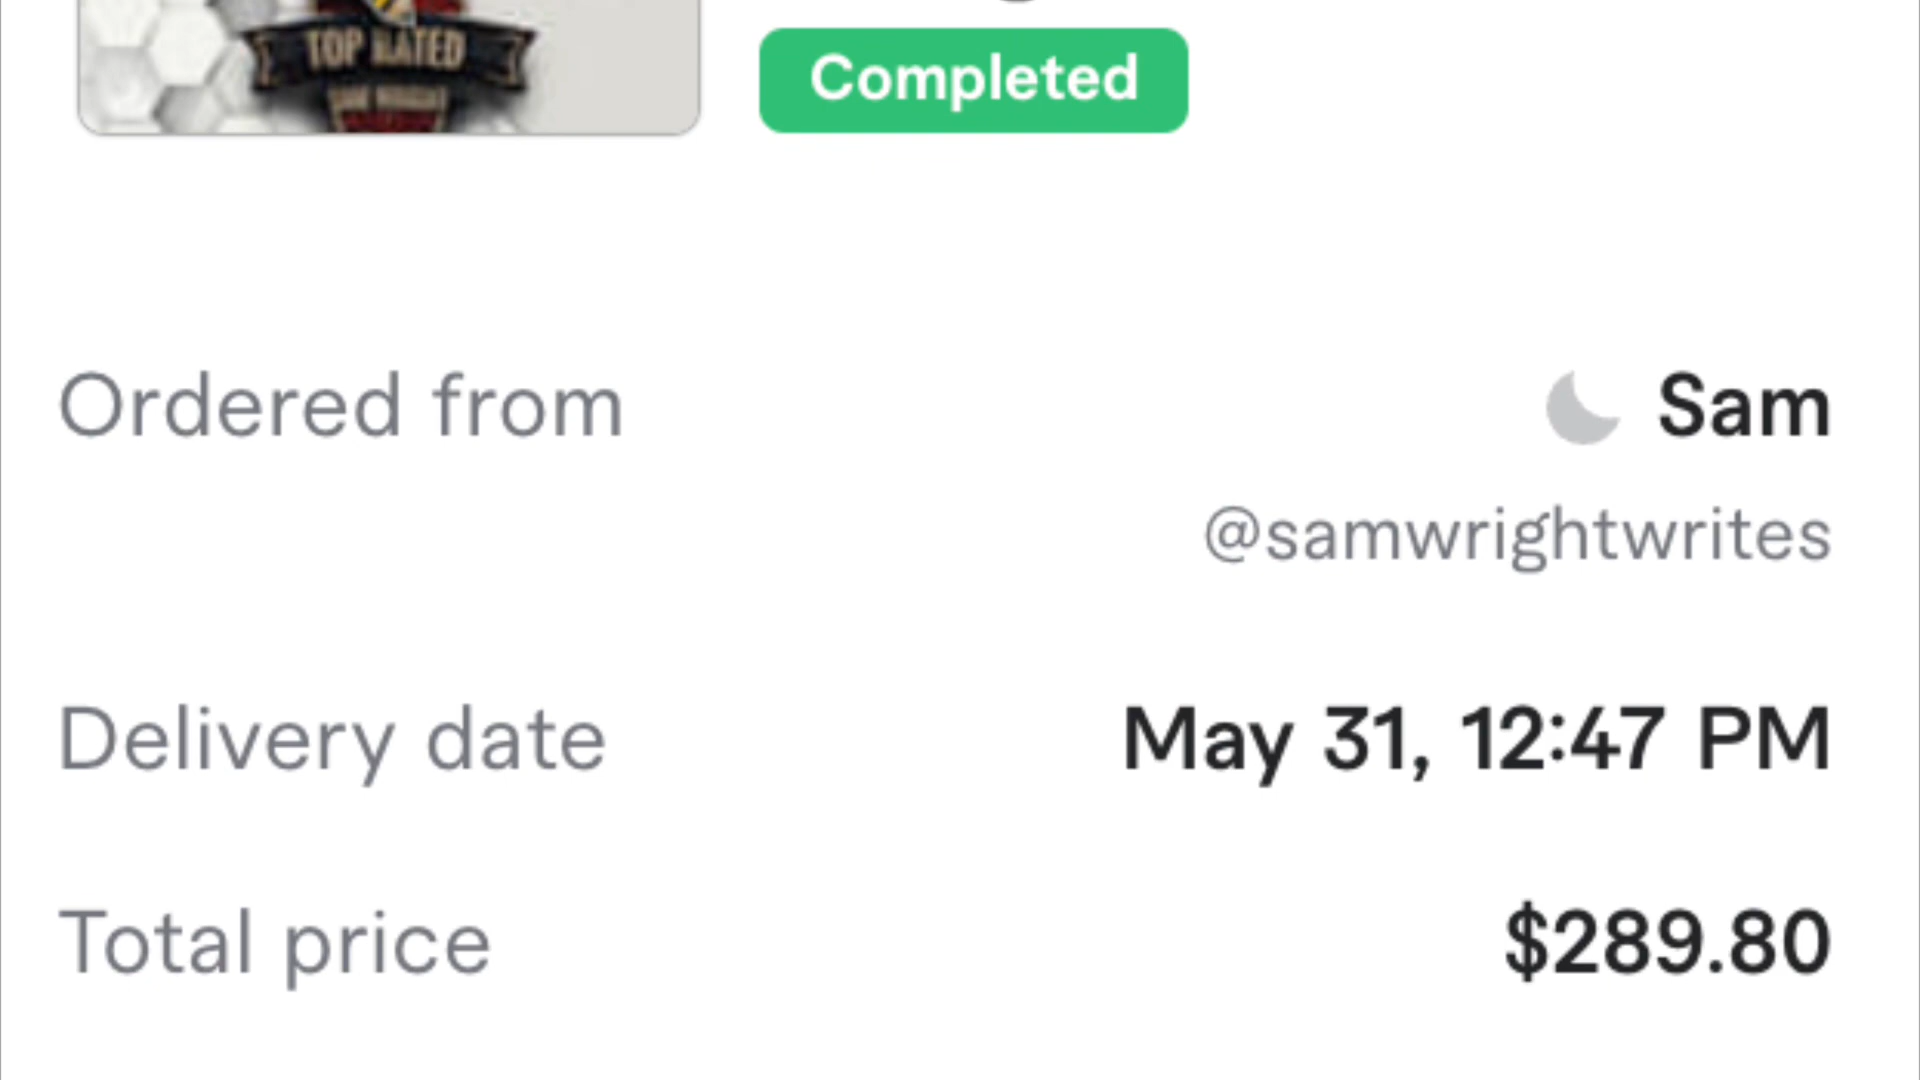 TOP RATED
Completed
Ordered from
Sam
@samwrightwrites
Delivery date
May 31, 12:47 PM
Total price
$289.80